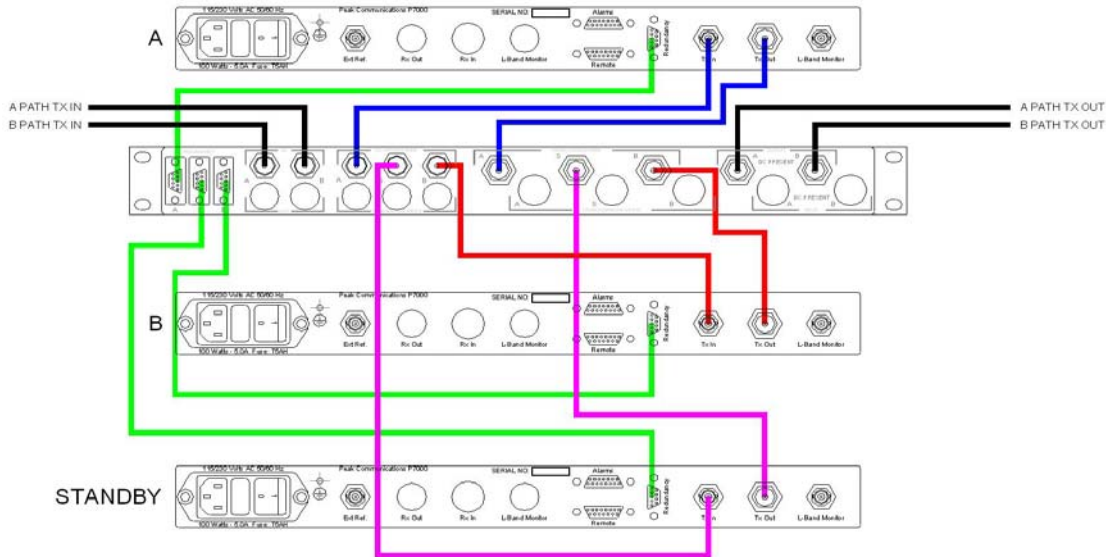 115/230 Volts AC 50/60 Hz
Peak Communications P7000
SERIAL NO:
Alarms
A
Ext Ref.
Rx Out
Rx In
L-Band Monitor
Remote
Redundancy
Tx In
Tx Out
L-Band Monitor
100 Watts - 5.0A Fuse: T5AH
A PATH TX IN
B PATH TX IN
A PATH TX OUT
B PATH TX OUT
A
B
A
B
A
S
B
A
B
DC PRESENT
A
A
B
A
B
A
S
B
DC PRESENT
A
B
115/230 Volts AC 50/60 Hz
Peak Communications P7000
SERIAL NO:
Alarms
B
Ext Ref.
Rx Out
Rx In
L-Band Monitor
Remote
Redundancy
Tx In
Tx Out
L-Band Monitor
100 Watts - 5.0A Fuse: T5AH
115/230 Volts AC 50/60 Hz
Peak Communications P7000
SERIAL NO:
Alarms
STANDBY
Ext Ref.
Rx Out
Rx In
L-Band Monitor
Remote
Redundancy
Tx In
Tx Out
L-Band Monitor
100 Watts - 5.0A Fuse: T5AH